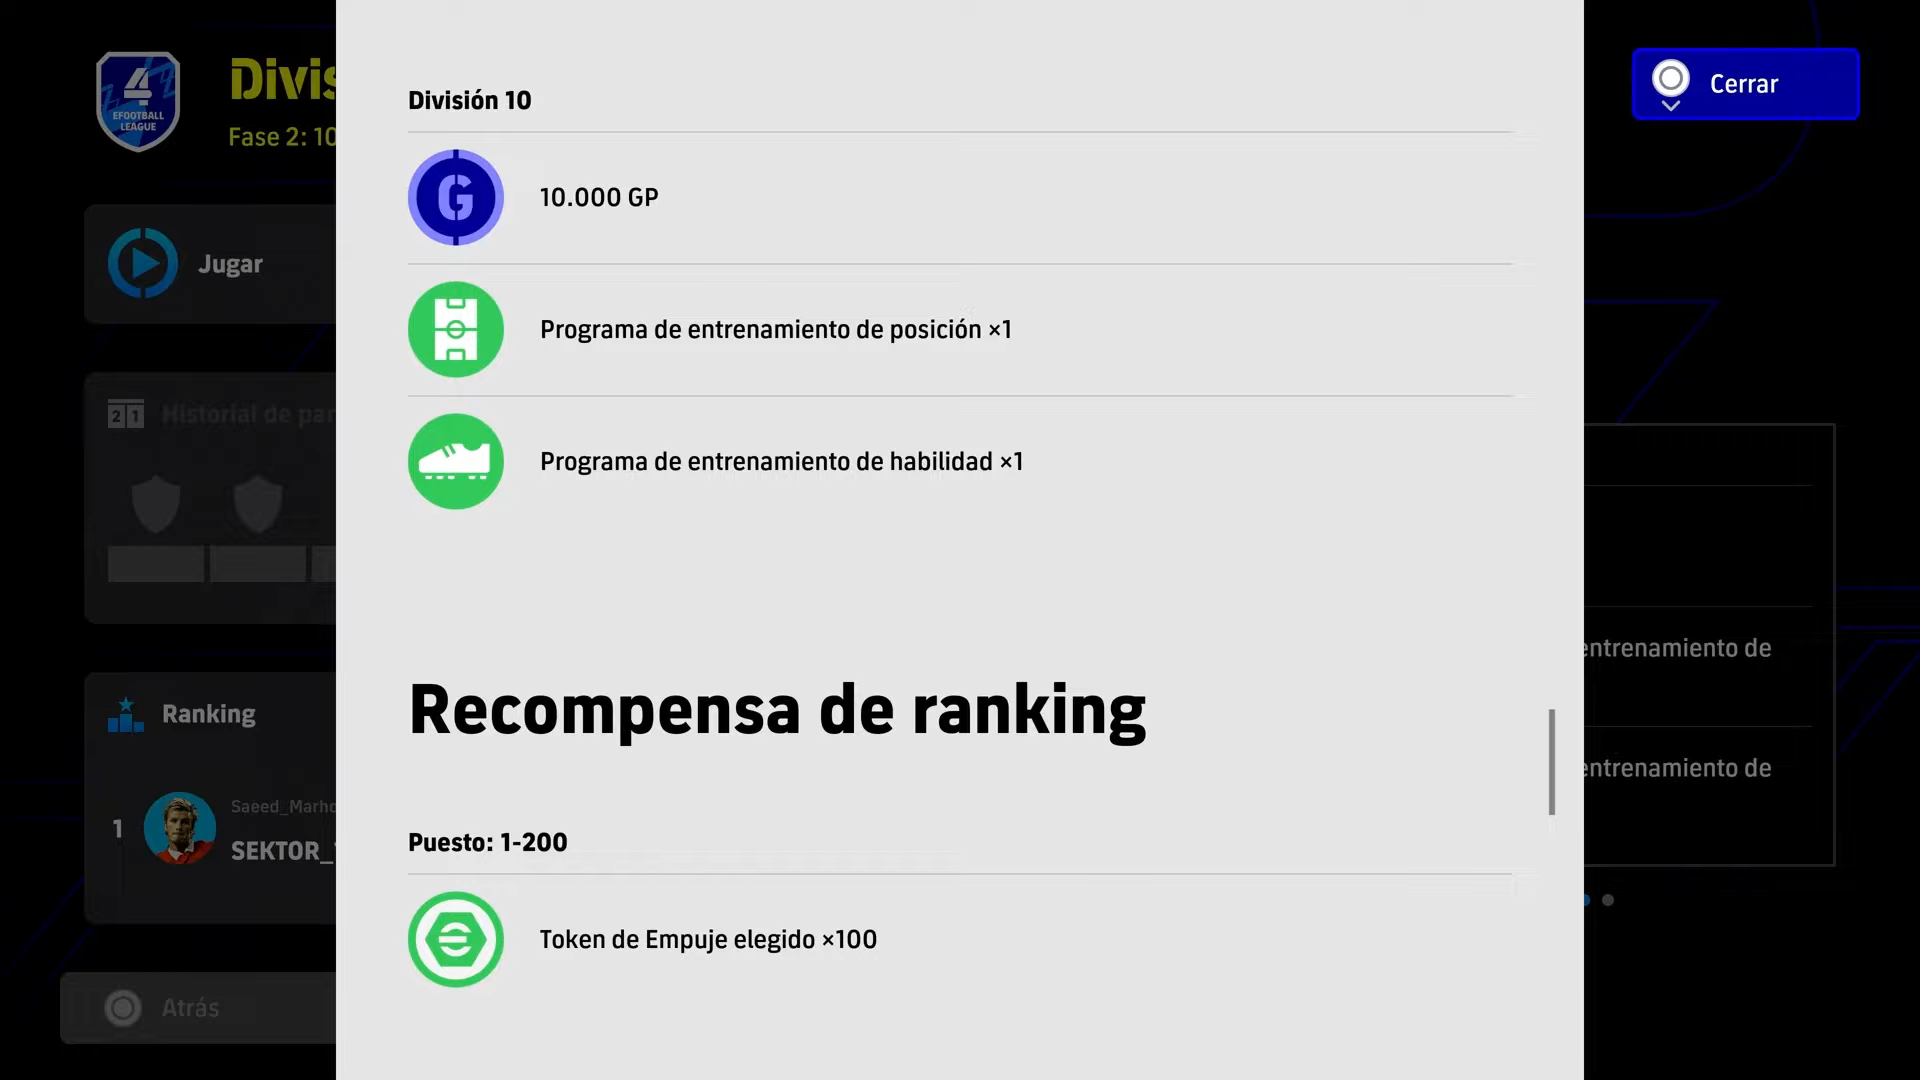 4
EFOOTBALL
LEAGUE
Fase 2: 10
Jugar
21
Historial de par
Ranking
1
Saeed_Marho
SEKTOR_
Atrás
División 10
G
10.000 GP
Programa de entrenamiento de posición ×1
Programa de entrenamiento de habilidad ×1
Recompensa de ranking
Puesto: 1-200
Token de Empuje elegido ×100
Cerrar
entrenamiento de
entrenamiento de